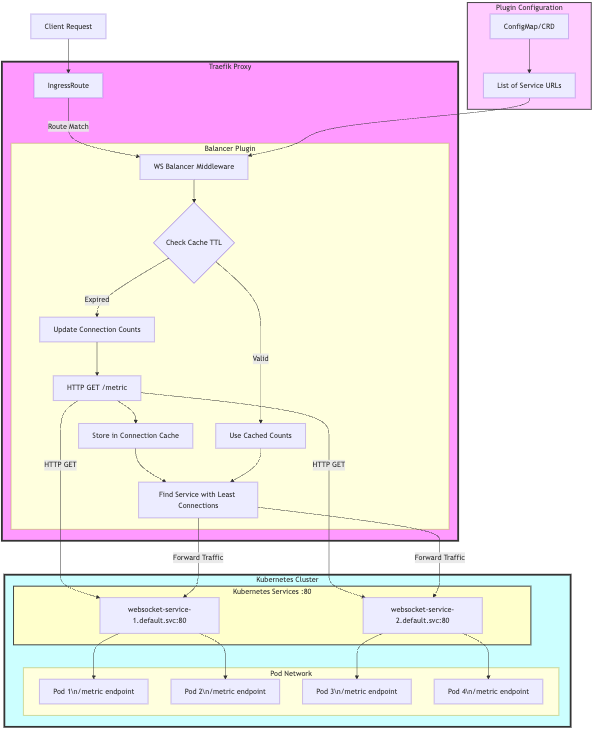 Plugin Configuration
Client Request
ConfigMap/CRD
Traefik Proxy
IngressRoute
List of Service URLs
Route Match
Balancer Plugin
WS Balancer Middleware
Check Cache TTL
Expired
Update Connection Counts
Valid
HTTP GET /metric
Store in Connection Cache
Use Cached Counts
HTTP GET
HTTP GET
Find Service with Least
Connections
Forward Traffic
Forward Traffic
Kubernetes Cluster
Kubernetes Services :80
websocket-service-
1.default.svc:80
websocket-service-
2.default.svc:80
Pod Network
Pod 1\n/metric endpoint
Pod 2\n/metric endpoint
Pod 3\n/metric endpoint
Pod 4\n/metric endpoint